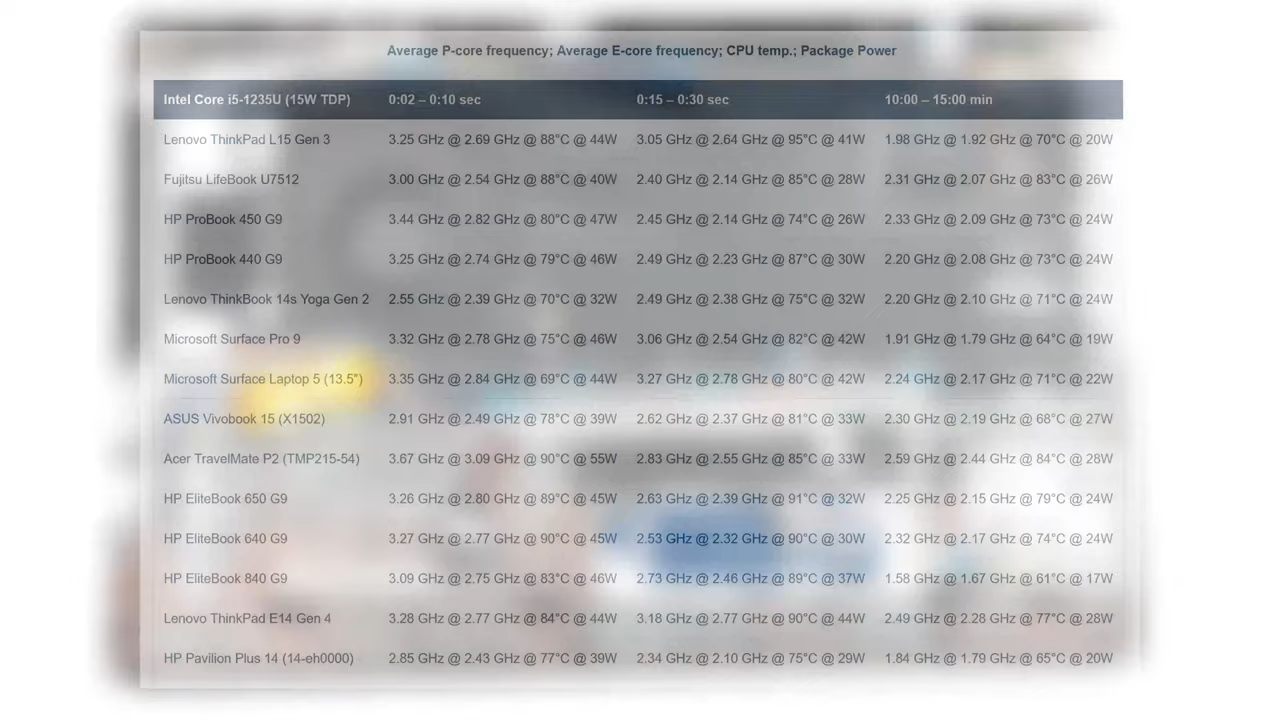 Average P-core frequency; Average E-core frequency; CPU temp.; Package Power
Intel Core i5-1235U (15W TDP) 0:02 – 0:10 sec 0:15 – 0:30 sec 10:00 – 15:00 min
Lenovo ThinkPad L15 Gen 3 3.25 GHz @ 2.69 GHz @ 88°C @ 44W 3.05 GHz @ 2.64 GHz @ 95°C @ 41W 1.98 GHz @ 1.92 GHz @ 70°C @ 20W
Fujitsu LifeBook U7512 3.00 GHz @ 2.54 GHz @ 88°C @ 40W 2.40 GHz @ 2.14 GHz @ 85°C @ 28W 2.31 GHz @ 2.07 GHz @ 83°C @ 26W
HP ProBook 450 G9 3.44 GHz @ 2.82 GHz @ 80°C @ 47W 2.45 GHz @ 2.14 GHz @ 74°C @ 26W 2.33 GHz @ 2.09 GHz @ 73°C @ 24W
HP ProBook 440 G9 3.25 GHz @ 2.74 GHz @ 79°C @ 46W 2.49 GHz @ 2.23 GHz @ 87°C @ 30W 2.20 GHz @ 2.08 GHz @ 73°C @ 24W
Lenovo ThinkBook 14s Yoga Gen 2 2.55 GHz @ 2.39 GHz @ 70°C @ 32W 2.49 GHz @ 2.38 GHz @ 75°C @ 32W 2.20 GHz @ 2.10 GHz @ 71°C @ 24W
Microsoft Surface Pro 9 3.32 GHz @ 2.78 GHz @ 75°C @ 46W 3.06 GHz @ 2.54 GHz @ 82°C @ 42W 1.91 GHz @ 1.79 GHz @ 64°C @ 19W
Microsoft Surface Laptop 5 (13.5") 3.35 GHz @ 2.84 GHz @ 69°C @ 44W 3.27 GHz @ 2.78 GHz @ 80°C @ 42W 2.24 GHz @ 2.17 GHz @ 71°C @ 22W
ASUS Vivobook 15 (X1502) 2.91 GHz @ 2.49 GHz @ 78°C @ 39W 2.62 GHz @ 2.37 GHz @ 81°C @ 33W 2.30 GHz @ 2.19 GHz @ 68°C @ 27W
Acer TravelMate P2 (TMP215-54) 3.67 GHz @ 3.09 GHz @ 90°C @ 55W 2.83 GHz @ 2.55 GHz @ 85°C @ 33W 2.59 GHz @ 2.44 GHz @ 84°C @ 28W
HP EliteBook 650 G9 3.26 GHz @ 2.80 GHz @ 89°C @ 45W 2.63 GHz @ 2.39 GHz @ 91°C @ 32W 2.25 GHz @ 2.15 GHz @ 79°C @ 24W
HP EliteBook 640 G9 3.27 GHz @ 2.77 GHz @ 90°C @ 45W 2.53 GHz @ 2.32 GHz @ 90°C @ 30W 2.32 GHz @ 2.17 GHz @ 74°C @ 24W
HP EliteBook 840 G9 3.09 GHz @ 2.75 GHz @ 83°C @ 46W 2.73 GHz @ 2.46 GHz @ 89°C @ 37W 1.58 GHz @ 1.67 GHz @ 61°C @ 17W
Lenovo ThinkPad E14 Gen 4 3.28 GHz @ 2.77 GHz @ 84°C @ 44W 3.18 GHz @ 2.77 GHz @ 90°C @ 44W 2.49 GHz @ 2.28 GHz @ 77°C @ 28W
HP Pavilion Plus 14 (14-eh0000) 2.85 GHz @ 2.43 GHz @ 77°C @ 39W 2.34 GHz @ 2.10 GHz @ 75°C @ 29W 1.84 GHz @ 1.79 GHz @ 65°C @ 20W